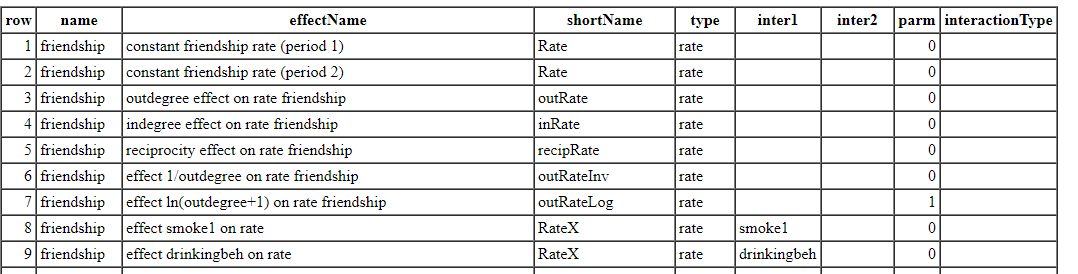 row name effectName shortName type inter1 inter2 parm interactionType
1 friendship constant friendship rate (period 1) Rate rate 0
2 friendship constant friendship rate (period 2) Rate rate 0
3 friendship outdegree effect on rate friendship outRate rate 0
4 friendship indegree effect on rate friendship inRate rate 0
5 friendship reciprocity effect on rate friendship recipRate rate 0
6 friendship effect 1/outdegree on rate friendship outRateInv rate 0
7 friendship effect ln(outdegree+1) on rate friendship outRateLog rate 1
8 friendship effect smoke1 on rate RateX rate smoke1 0
9 friendship effect drinkingbeh on rate RateX rate drinkingbeh 0